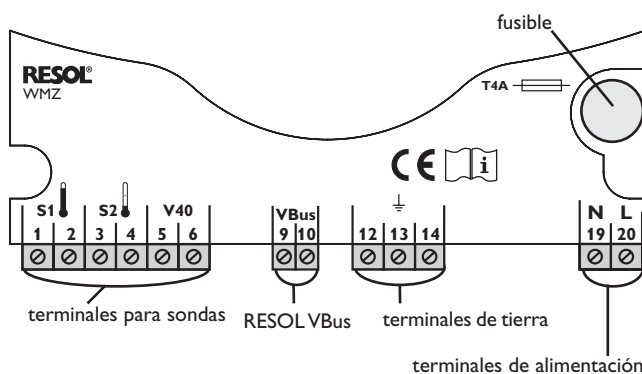 fusible
RESOL®
WMZ
T4A
CE i
S1 S2 V40 VBus N L
1 2 3 4 5 6 9 10 12 13 14 19 20
terminales para sondas
RESOL VBus
terminales de tierra
terminales de alimentación